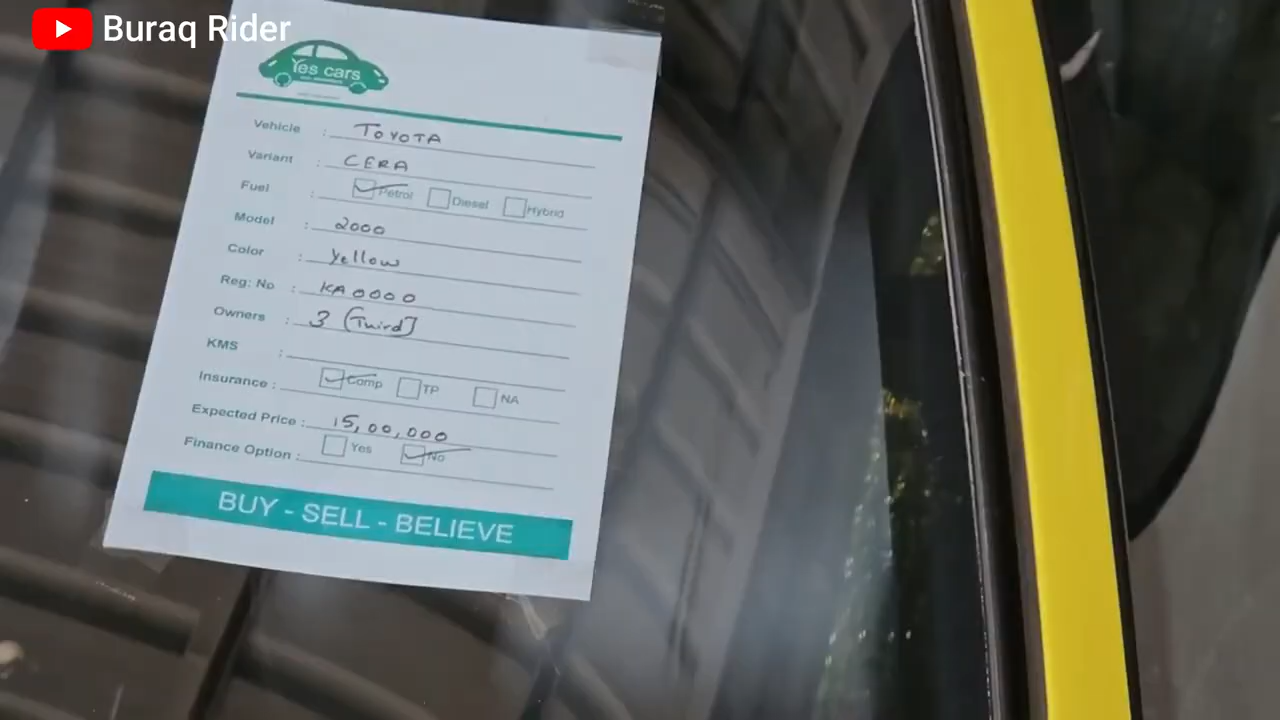 Buraq Rider
Yes cars
Vehicle : TOYOTA
Variant : CERA
Fuel : Petrol Diesel Hybrid
Model : 2000
Color : Yellow
Reg: No : KA0000
Owners : 3 (Third]
KMS :
Insurance : Comp TP NA
Expected Price : 15,00,000
Finance Option : Yes No
BUY - SELL - BELIEVE